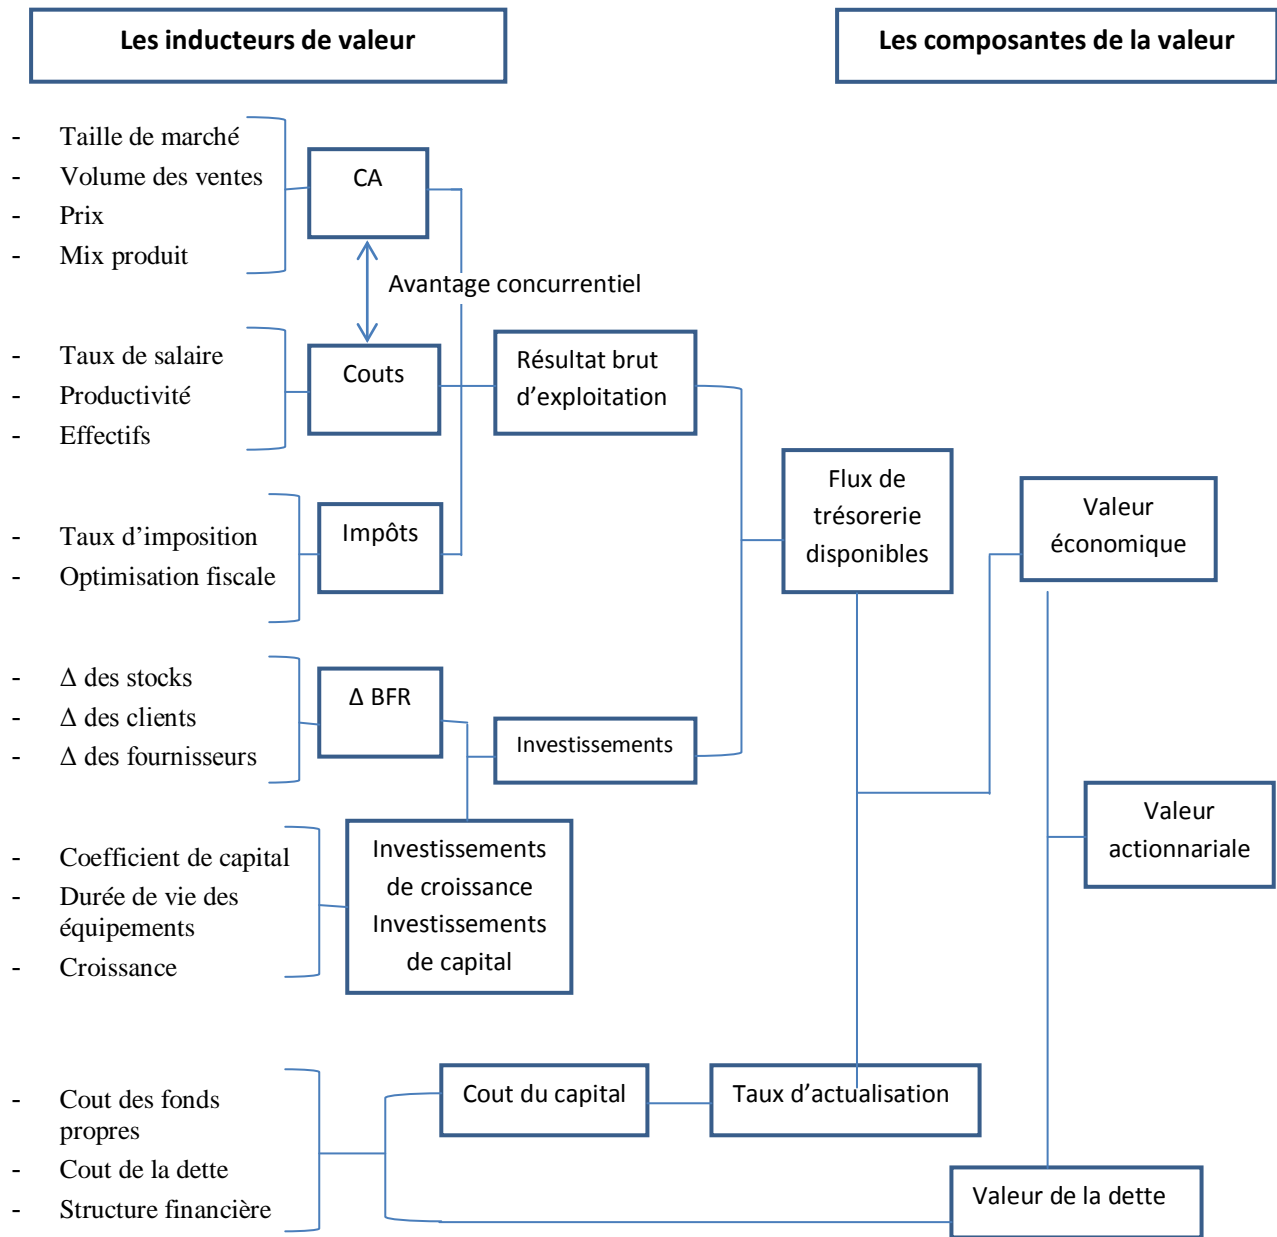 Les inducteurs de valeur
Les composantes de la valeur
- Taille de marché
- Volume des ventes
- Prix
- Mix produit
CA
Avantage concurrentiel
- Taux de salaire
- Productivité
- Effectifs
Couts
Résultat brut
d’exploitation
- Taux d’imposition
- Optimisation fiscale
Impôts
Flux de
trésorerie
disponibles
Valeur
économique
- Δ des stocks
- Δ des clients
- Δ des fournisseurs
Δ BFR
Investissements
- Coefficient de capital
- Durée de vie des
équipements
- Croissance
Investissements
de croissance
Investissements
de capital
Valeur
actionnariale
- Cout des fonds
propres
- Cout de la dette
- Structure financière
Cout du capital
Taux d’actualisation
Valeur de la dette